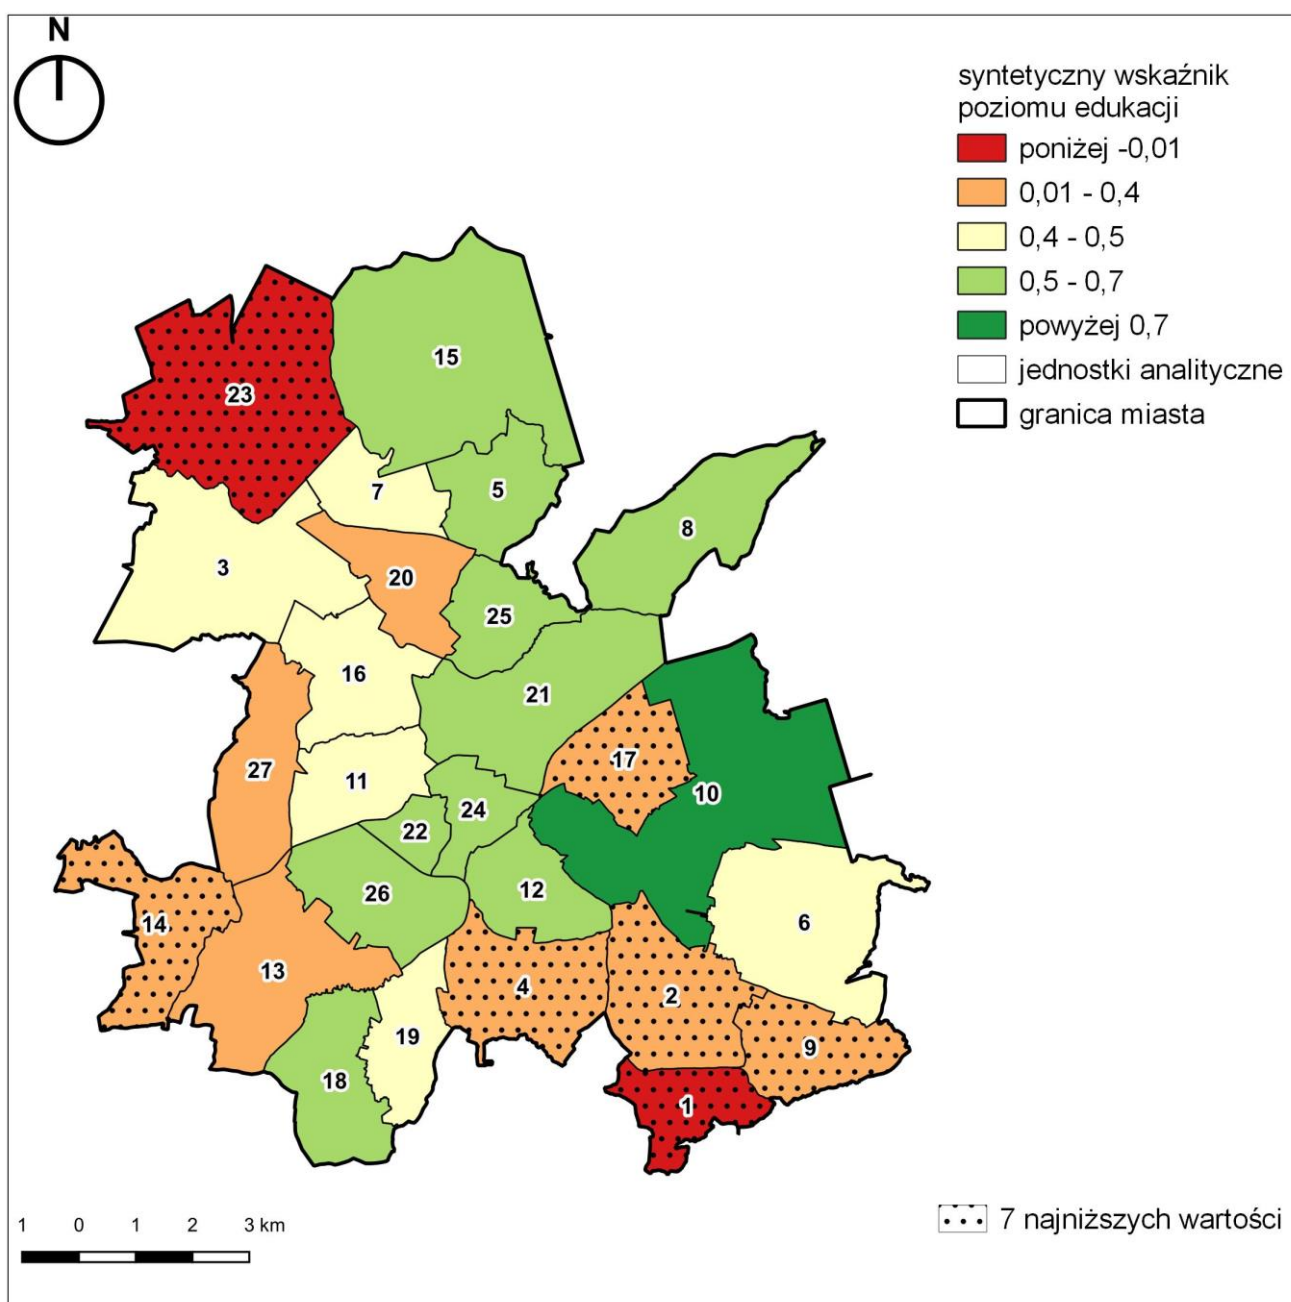 N
syntetyczny wskaźnik
poziomu edukacji
poniżej -0,01
0,01 - 0,4
0,4 - 0,5
0,5 - 0,7
powyżej 0,7
jednostki analityczne
granica miasta
15
23
7
5
8
3
20
25
16
21
27
11
17
10
24
22
26
12
14
6
13
4
2
19
9
18
1
1 0 1 2 3 km
7 najniższych wartości